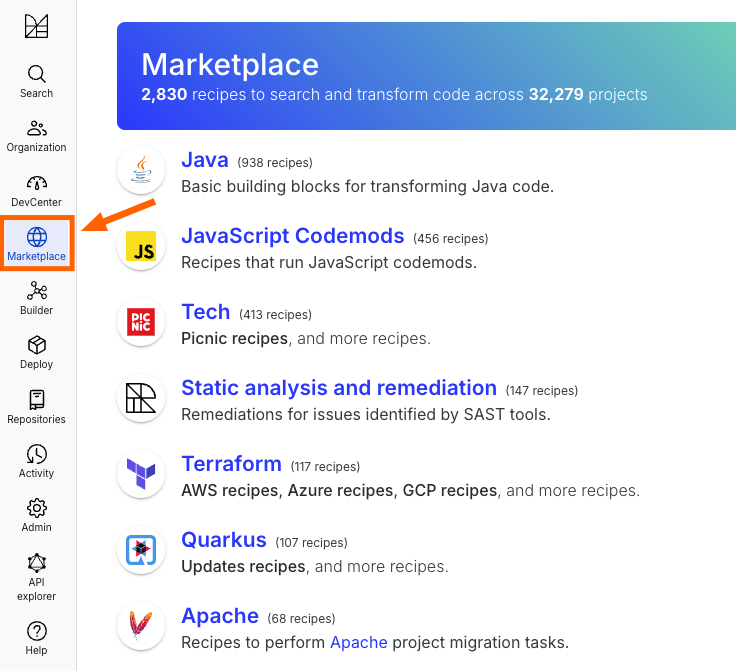 Search
Organization
DevCenter
Marketplace
Builder
Deploy
Repositories
Activity
Admin
API
explorer
Help
Marketplace
2,830 recipes to search and transform code across 32,279 projects
Java (938 recipes)
Basic building blocks for transforming Java code.
JS
JavaScript Codemods (456 recipes)
Recipes that run JavaScript codemods.
PIC
NIC
Tech (413 recipes)
Picnic recipes, and more recipes.
Static analysis and remediation (147 recipes)
Remediations for issues identified by SAST tools.
Terraform (117 recipes)
AWS recipes, Azure recipes, GCP recipes, and more recipes.
Quarkus (107 recipes)
Updates recipes, and more recipes.
Apache (68 recipes)
Recipes to perform Apache project migration tasks.